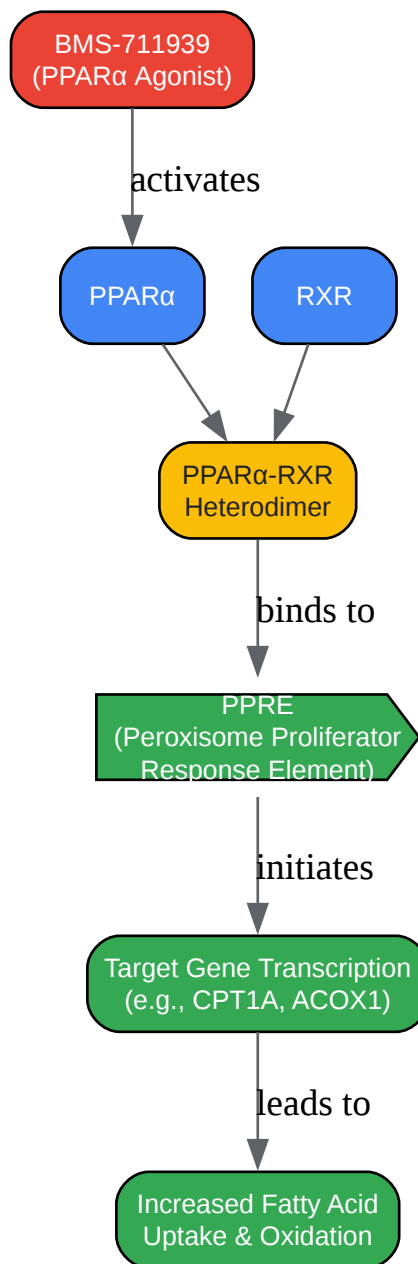 BMS-711939
(PPARα Agonist)
activates
PPARα
RXR
PPARα-RXR
Heterodimer
binds to
PPRE
(Peroxisome Proliferator
Response Element)
initiates
Target Gene Transcription
(e.g., CPT1A, ACOX1)
leads to
Increased Fatty Acid
Uptake & Oxidation